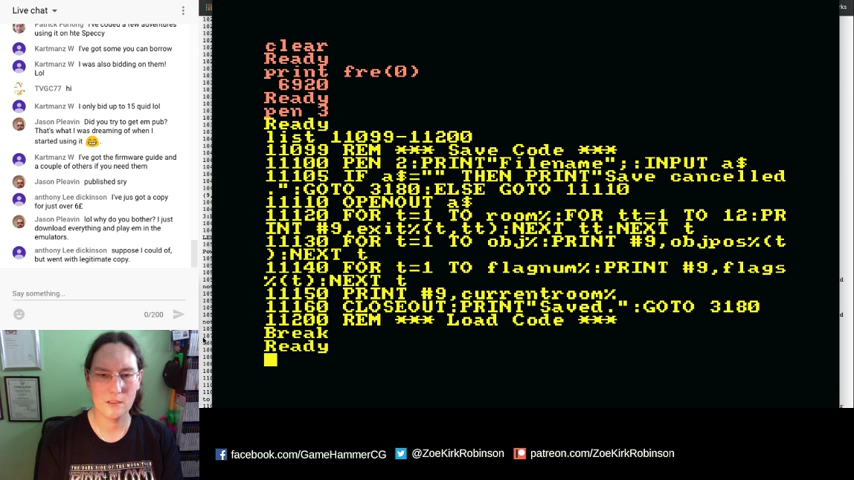 Live chat
Patrick Furlong I've coded a few adventures
using it on hte Speccy
Kartmanz W I've got some you can borrow
Kartmanz W I was also bidding on them!
Lol
TVGC77 hi
Kartmanz W I only bid up to 15 quid lol
Jason Pleavin Did you try to get em pub?
That's what I was dreaming of when I
started using it
Kartmanz W I've got the firmware guide and
a couple of others if you need them
Jason Pleavin published sry
anthony Lee dickinson I've just got a copy
for just over 6£
Jason Pleavin lol why do you bother? I just
download everything and play em in the
emulators.
anthony Lee dickinson suppose I could of,
but went with legitimate copy.
Say something...
0/200
clear
Ready
print fre(0)
6920
Ready
pen 3
Ready
list 11099-11200
11099 REM *** Save Code ***
11100 PEN 2:PRINT"Filename";:INPUT a$
11105 IF a$="" THEN PRINT"Save cancelled
.":GOTO 3180:ELSE GOTO 11110
11110 OPENOUT a$
11120 FOR t=1 TO room%:FOR tt=1 TO 12:PR
INT #9,exit%(t,tt):NEXT tt:NEXT t
11130 FOR t=1 TO obj%:PRINT #9,objpos%(t
):NEXT t
11140 FOR t=1 TO flagnum%:PRINT #9,flags
%(t):NEXT t
11150 PRINT #9,currentroom%
11160 CLOSEOUT:PRINT"Saved.":GOTO 3180
11200 REM *** Load Code ***
Break
Ready
THE DARK SIDE OF THE MOON
facebook.com/GameHammerCG
@ZoeKirkRobinson
patreon.com/ZoeKirkRobinson